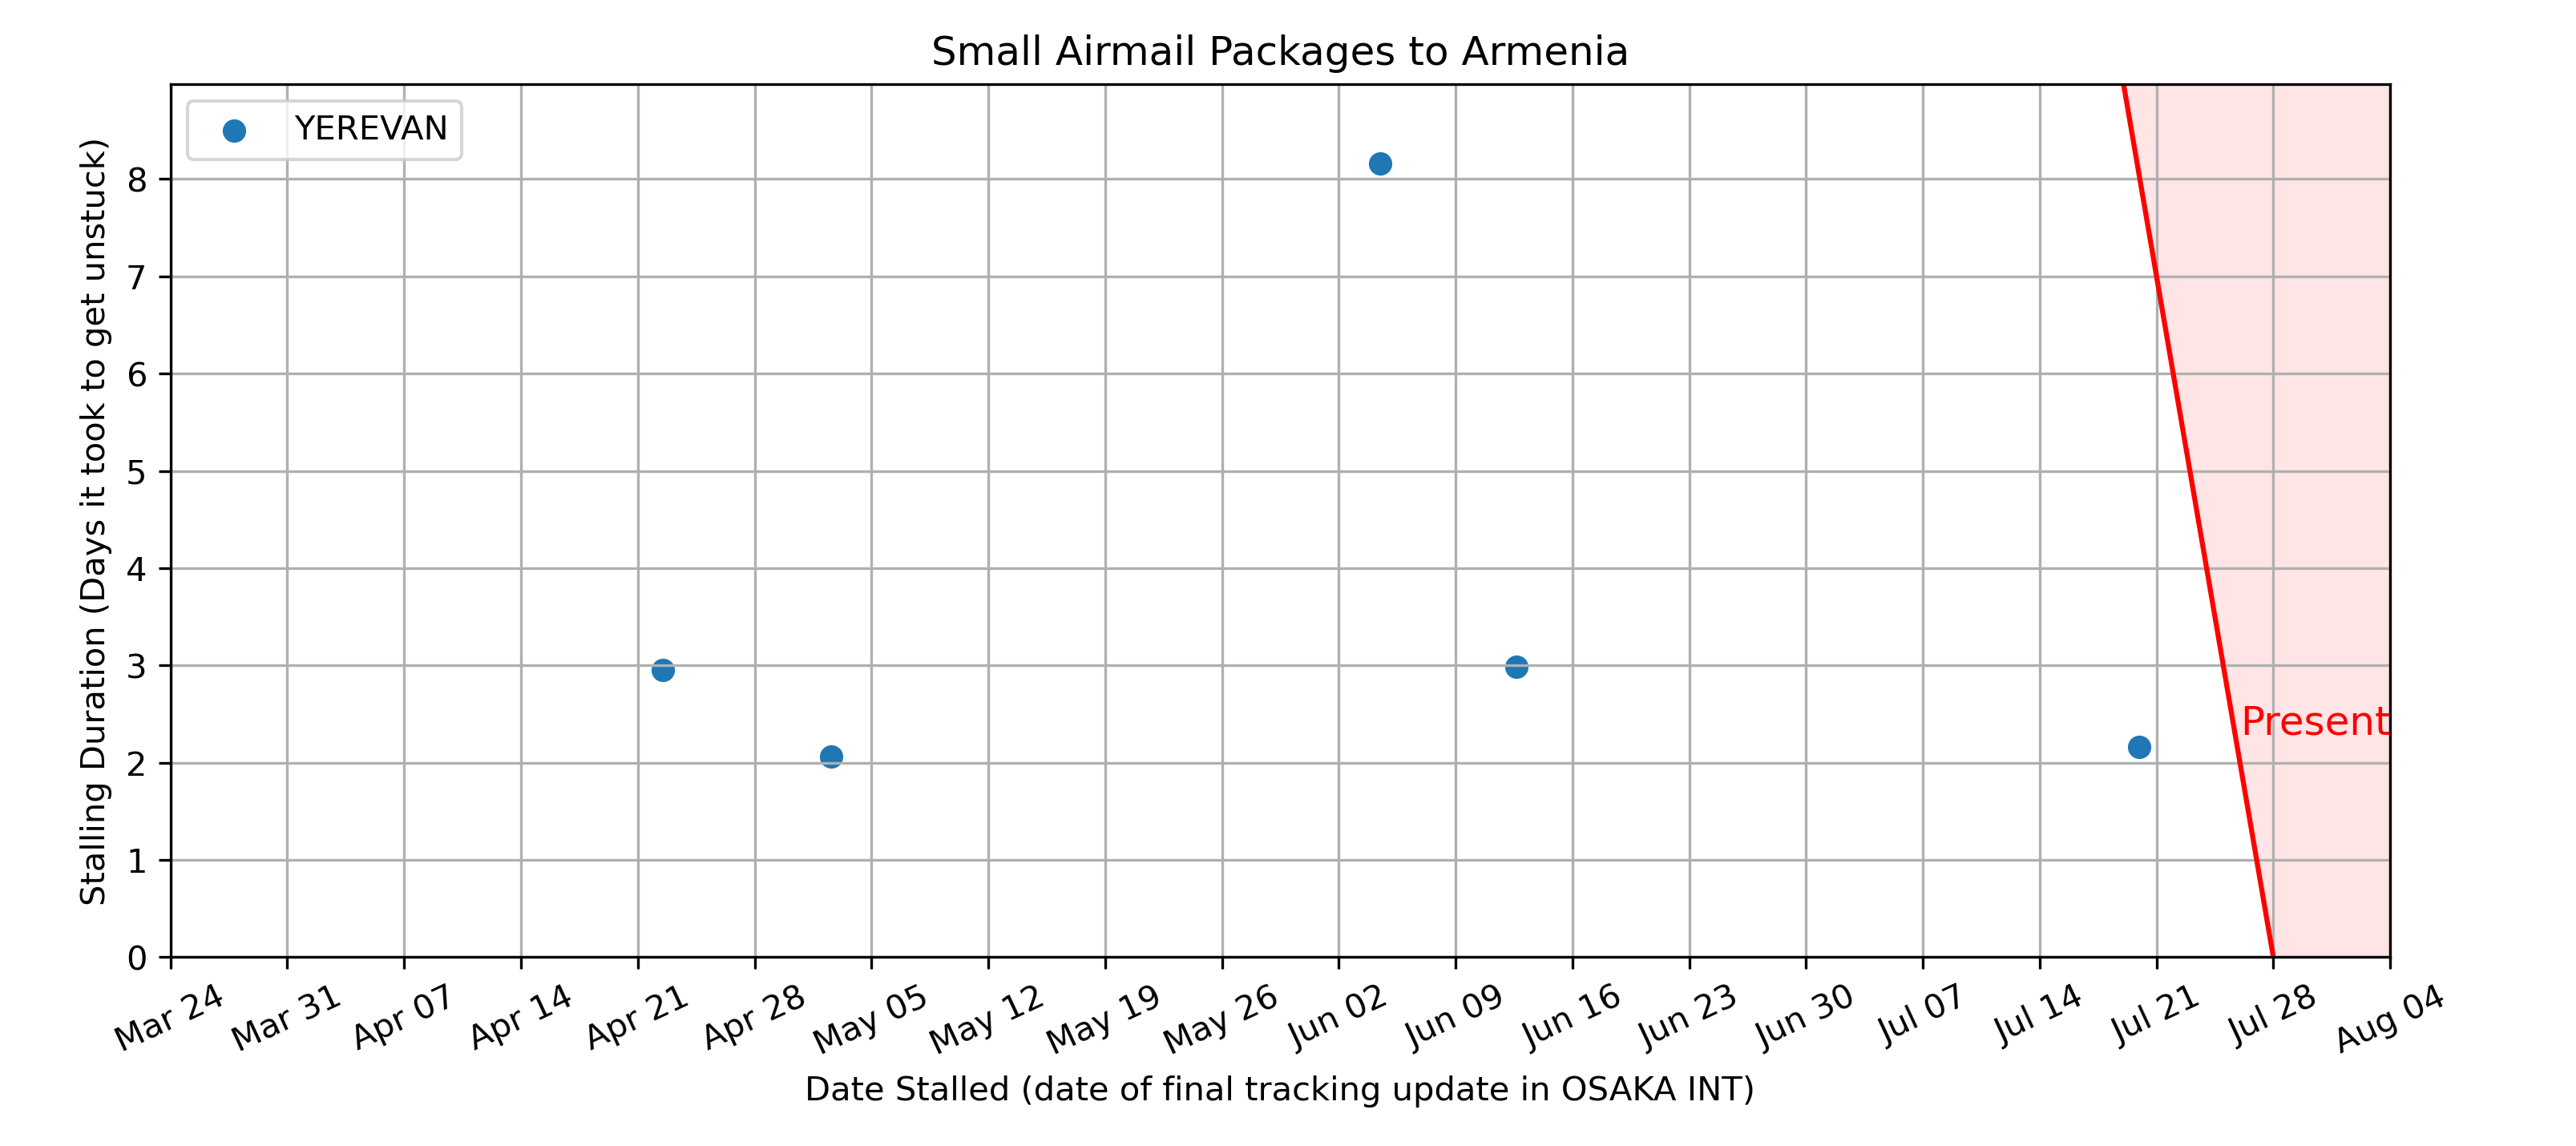 Small Airmail Packages to Armenia
YEREVAN
Stalling Duration (Days it took to get unstuck)
8
7
6
5
4
3
2
1
0
Present
Mar 24
Mar 31
Apr 07
Apr 14
Apr 21
Apr 28
May 05
May 12
May 19
May 26
Jun 02
Jun 09
Jun 16
Jun 23
Jun 30
Jul 07
Jul 14
Jul 21
Jul 28
Aug 04
Date Stalled (date of final tracking update in OSAKA INT)